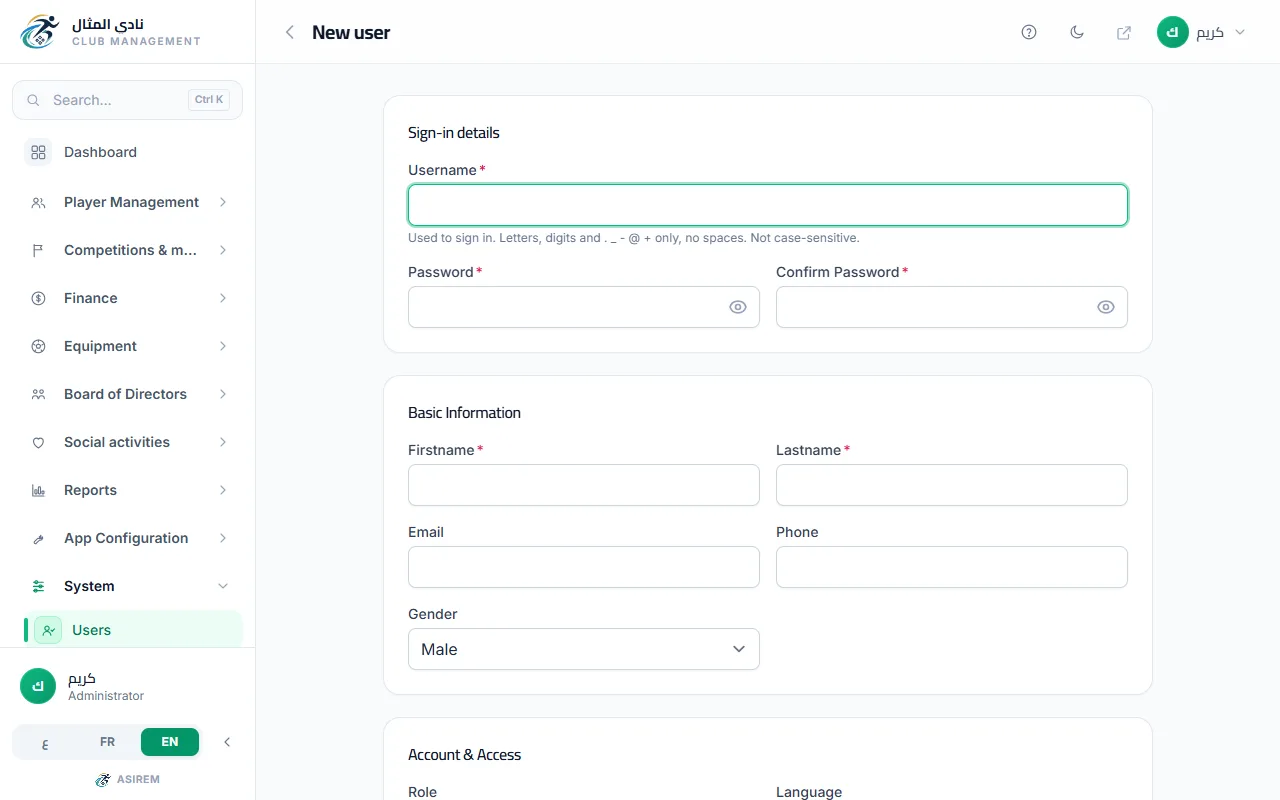 نادي المثال
CLUB MANAGEMENT
Search...
Ctrl K
Dashboard
Player Management
Competitions & m...
Finance
Equipment
Board of Directors
Social activities
Reports
App Configuration
System
Users
ك
كريم
Administrator
ع
FR
EN
ASIREM
New user
ك
كريم
Sign-in details
Username *
Used to sign in. Letters, digits and . _ - @ + only, no spaces. Not case-sensitive.
Password *
Confirm Password *
Basic Information
Firstname *
Lastname *
Email
Phone
Gender
Male
Account & Access
Role
Language